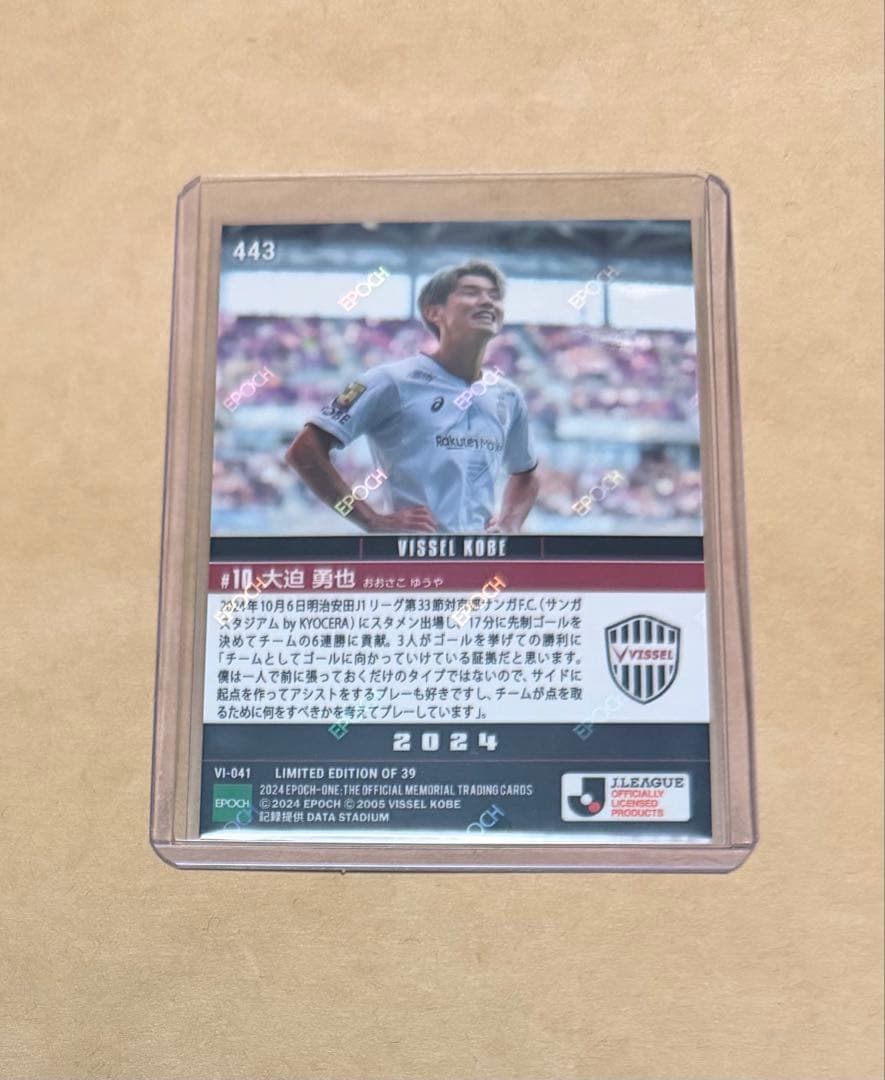 443
EPOCH
EPOCH
EPOCH
EPOCH
KOBE
Rakuten
EPOCH
EPOCH
VISSEL KOBE
#10 大迫 勇也 おおさこ ゆうや
2024年10月6日明治安田J1リーグ第33節対京都サンガF.C.(サンガ
スタジアム by KYOCERA)にスタメン出場し、17分に先制ゴールを
決めてチームの6連勝に貢献。3人がゴールを挙げての勝利に
「チームとしてゴールに向かっていけている証拠だと思います。
僕は一人で前に張っておくだけのタイプではないので、サイドに
起点を作ってアシストをするプレーも好きですし、チームが点を取
るために何をすべきかを考えてプレーしています」。
VISSEL
EPOCH
EPOCH
2024
VI-041 LIMITED EDITION OF 39
2024 EPOCH-ONE:THE OFFICIAL MEMORIAL TRADING CARDS
EPOCH
©2024 EPOCH ©2005 VISSEL KOBE
記録提供 DATA STADIUM
J.LEAGUE
OFFICIALLY
LICENSED
PRODUCTS